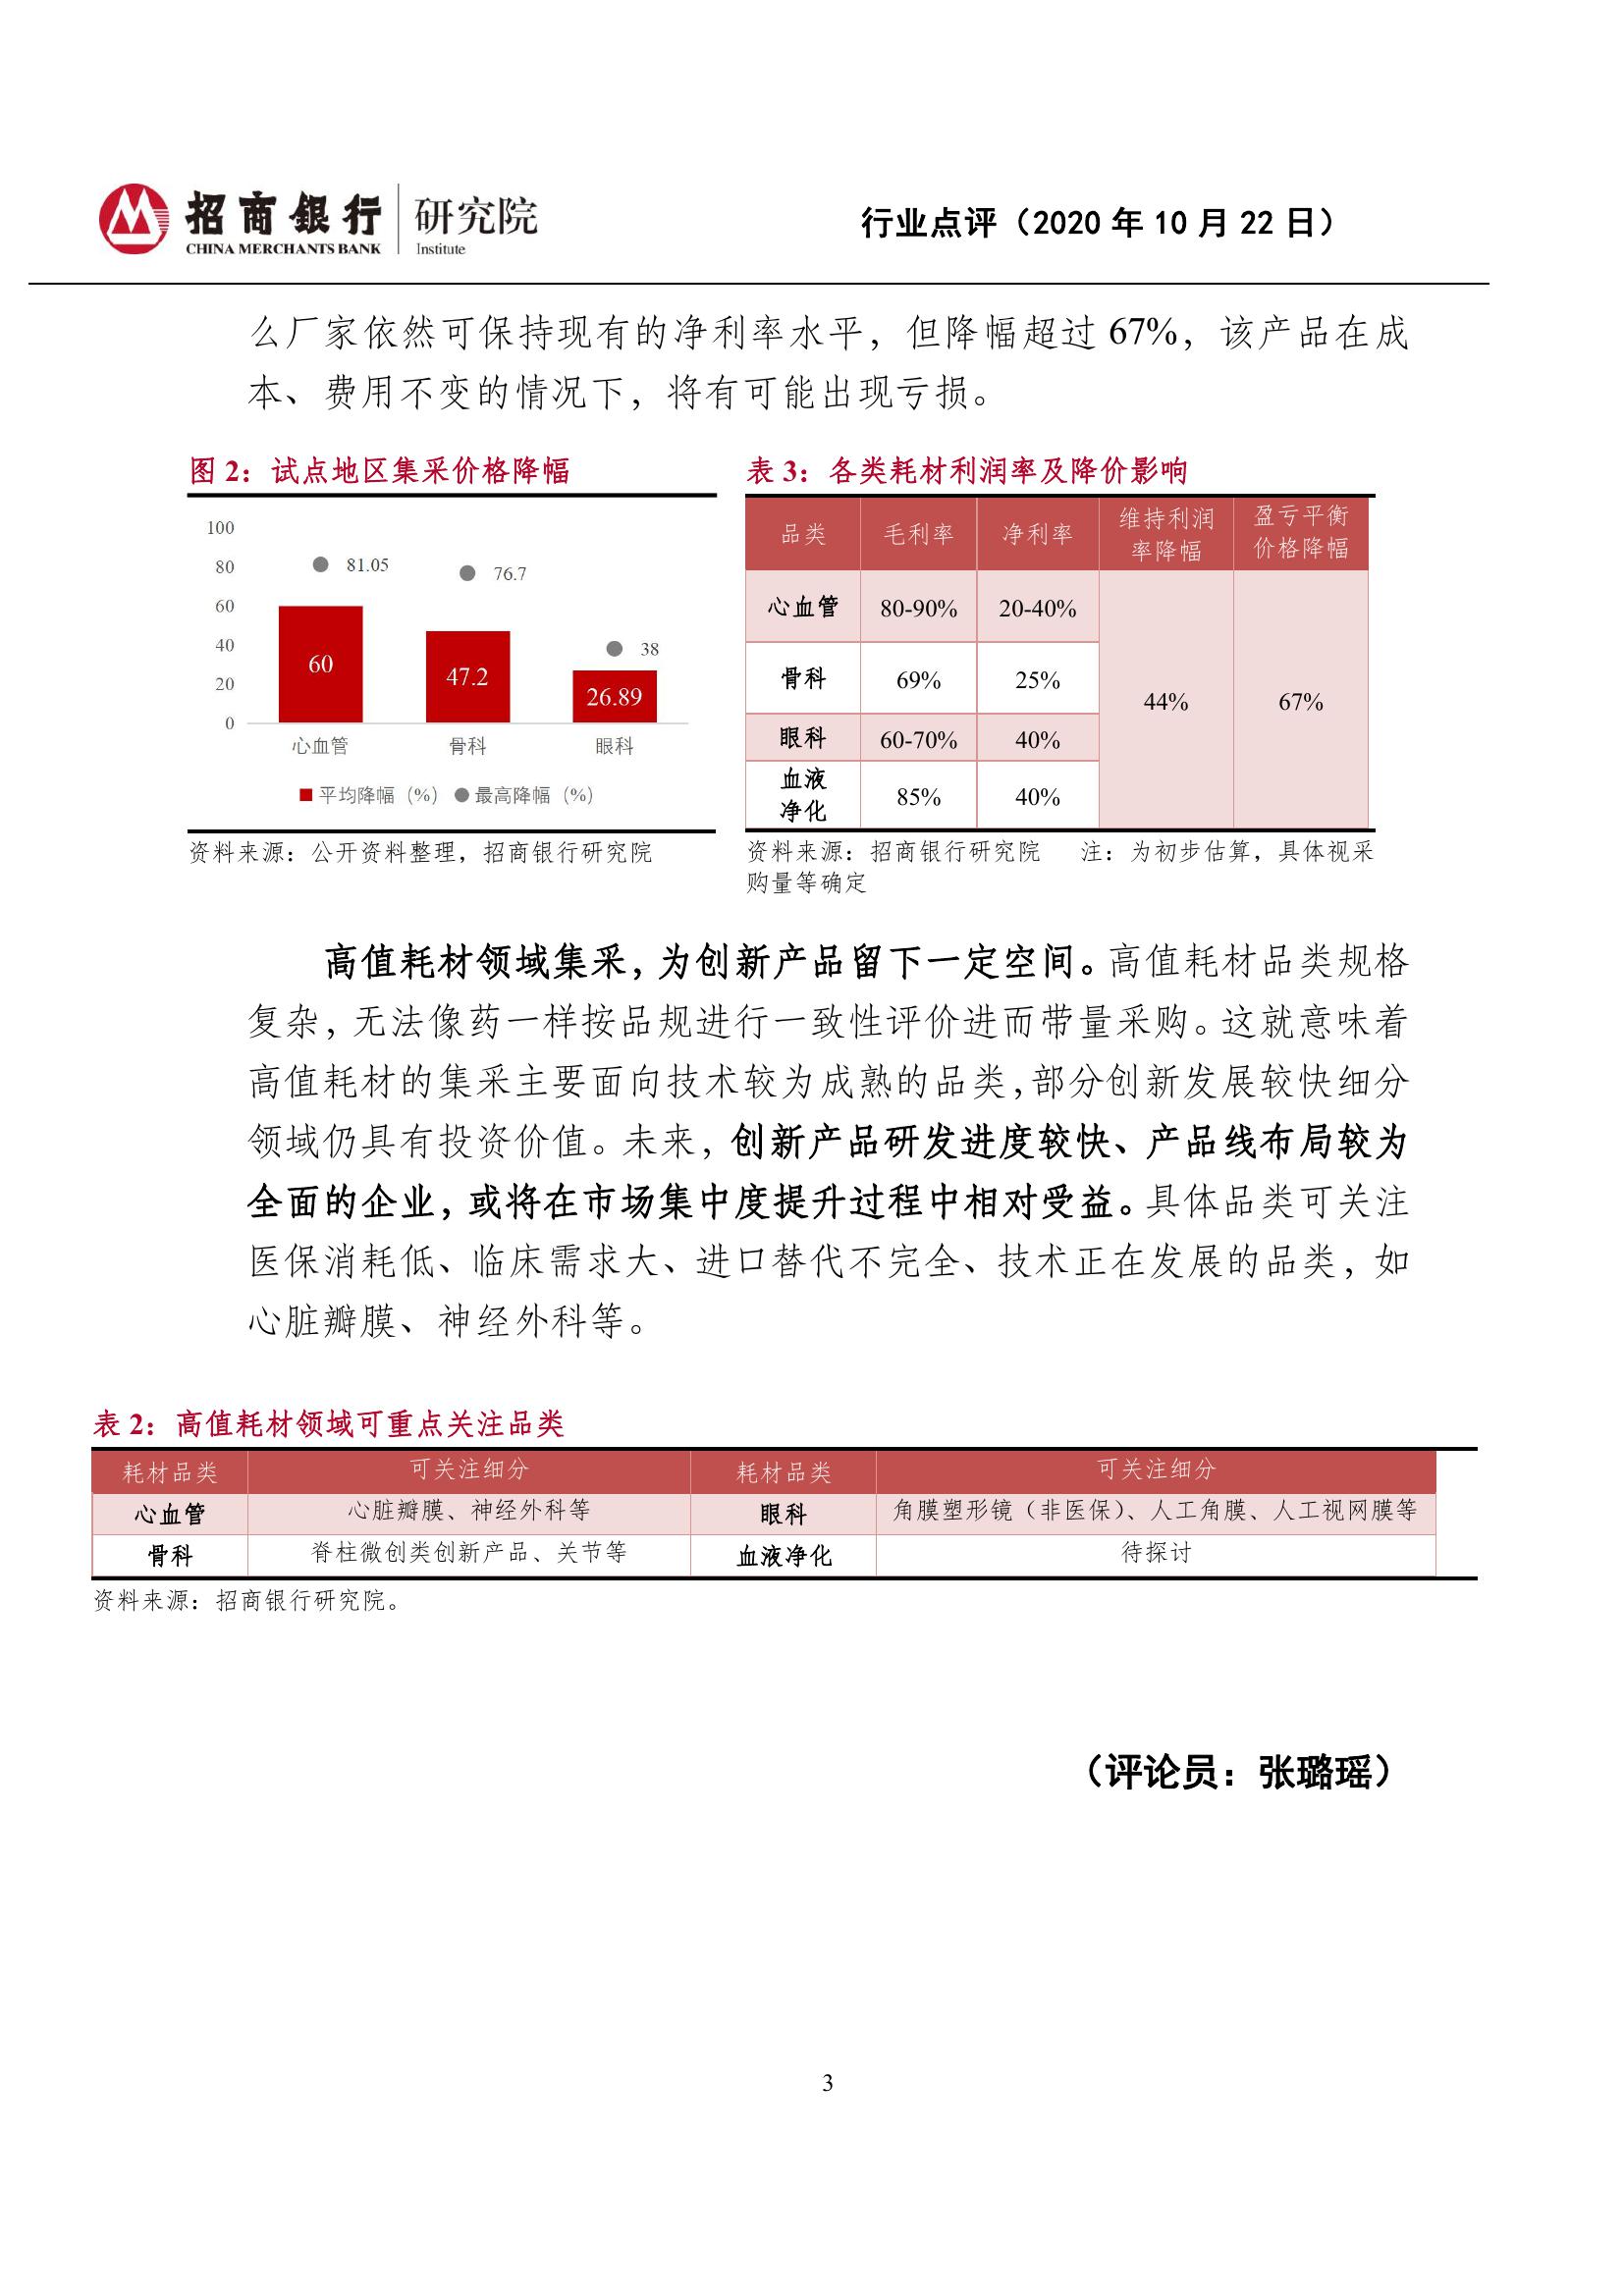 招商銀行 研究院
CHINA MERCHANTS BANK Institute
行业点评（2020 年 10 月 22 日）
么厂家依然可保持现有的净利率水平，但降幅超过 67%，该产品在成
本、费用不变的情况下，将有可能出现亏损。
图 2：试点地区集采价格降幅
100
80
60
40
20
0
81.05
76.7
38
60
47.2
26.89
心血管 骨科 眼科
平均降幅（%） 最高降幅（%）
资料来源：公开资料整理，招商银行研究院
表 3：各类耗材利润率及降价影响
品类 毛利率 净利率 维持利润率降幅 盈亏平衡价格降幅
心血管 80-90% 20-40%
骨科 69% 25%
44% 67%
眼科 60-70% 40%
血液净化 85% 40%
资料来源：招商银行研究院 注：为初步估算，具体视采
购量等确定
高值耗材领域集采，为创新产品留下一定空间。高值耗材品类规格
复杂，无法像药一样按品规进行一致性评价进而带量采购。这就意味着
高值耗材的集采主要面向技术较为成熟的品类，部分创新发展较快细分
领域仍具有投资价值。未来，创新产品研发进度较快、产品线布局较为
全面的企业，或将在市场集中度提升过程中相对受益。具体品类可关注
医保消耗低、临床需求大、进口替代不完全、技术正在发展的品类，如
心脏瓣膜、神经外科等。
表 2：高值耗材领域可重点关注品类
耗材品类 可关注细分 耗材品类 可关注细分
心血管 心脏瓣膜、神经外科等 眼科 角膜塑形镜（非医保）、人工角膜、人工视网膜等
骨科 脊柱微创类创新产品、关节等 血液净化 待探讨
资料来源：招商银行研究院。
（评论员：张璐瑶）
3